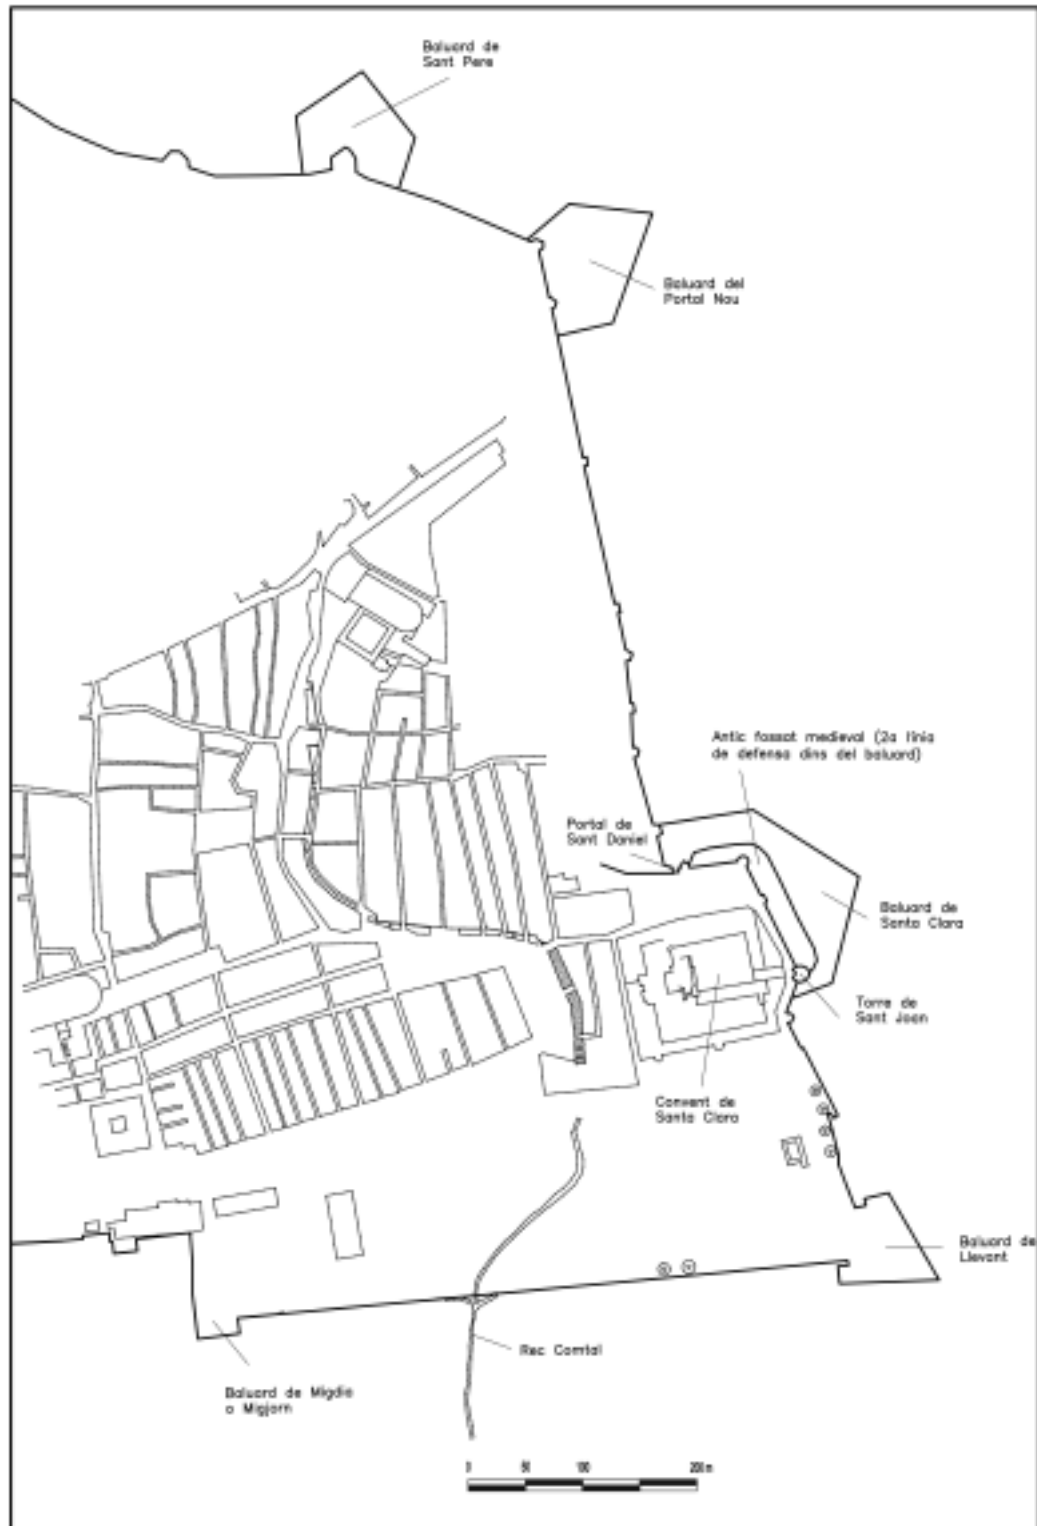 Baluard de
Sant Pere
Baluard del
Portal Nou
Antic fossat medieval (2a línia
de defensa dins del baluard)
Portal de
Sant Daniel
Baluard de
Santa Clara
Torre de
Sant Joan
Convent de
Santa Clara
Baluard de
Llevant
Rec Comtal
Baluard de Migdia
o Migjorn
0 50 100 200m